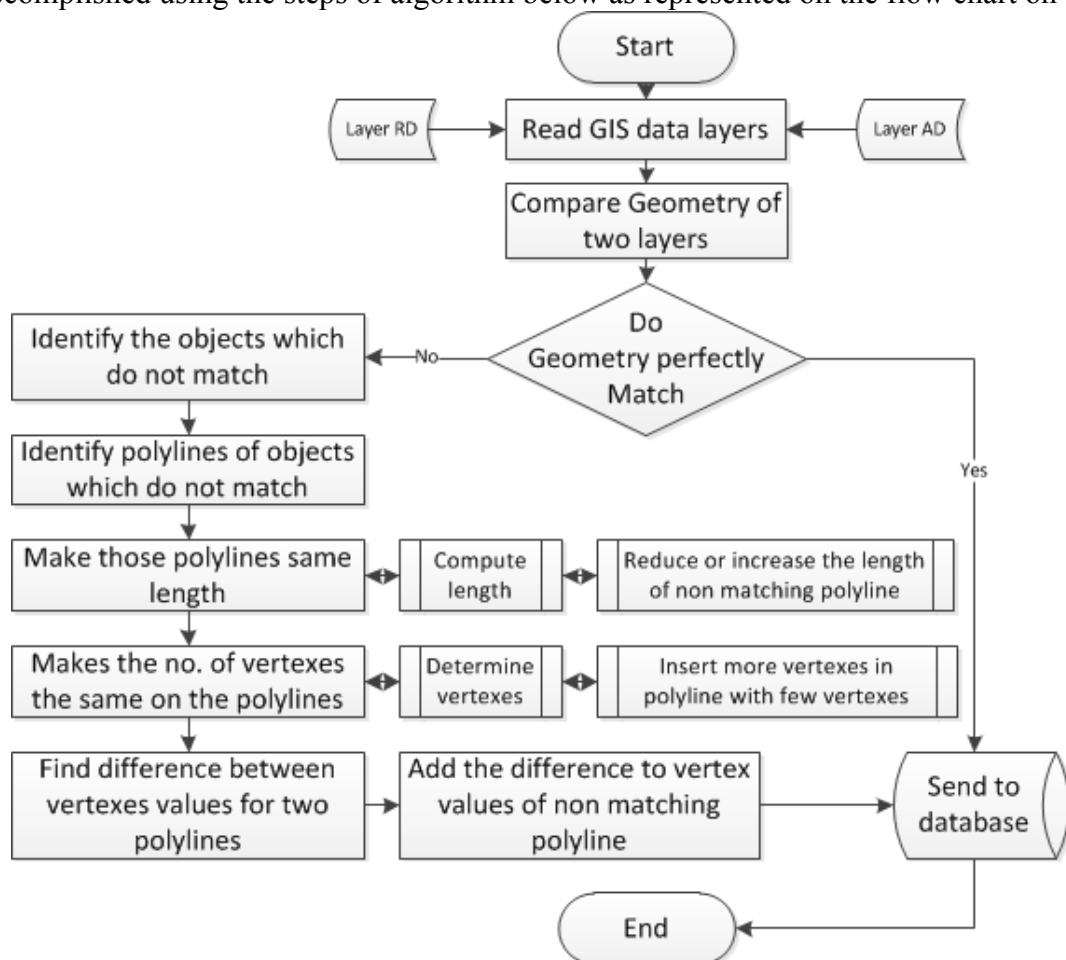 complished using the steps of algorithm below as represented on the flow chart on
Start
Layer RD
Read GIS data layers
Layer AD
Compare Geometry of
two layers
Do
Geometry perfectly
Match
No
Yes
Identify the objects which
do not match
Identify polylines of objects
which do not match
Make those polylines same
length
Compute
length
Reduce or increase the length
of non matching polyline
Makes the no. of vertexes
the same on the polylines
Determine
vertexes
Insert more vertexes in
polyline with few vertexes
Find difference between
vertexes values for two
polylines
Add the difference to vertex
values of non matching
polyline
Send to
database
End